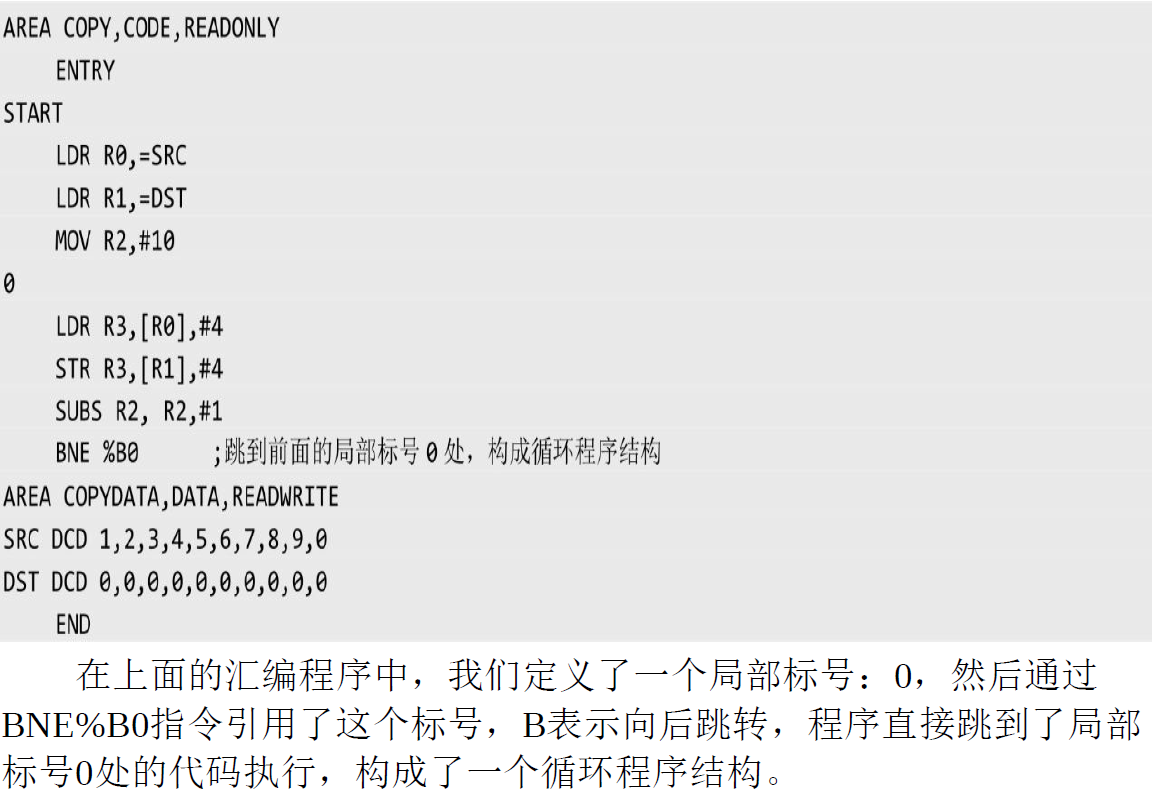 AREA COPY,CODE,READONLY
ENTRY
START
LDR R0,=SRC
LDR R1,=DST
MOV R2,#10
0
LDR R3,[R0],#4
STR R3,[R1],#4
SUBS R2, R2,#1
BNE %B0 ;跳到前面的局部标号 0 处，构成循环程序结构
AREA COPYDATA,DATA,READWRITE
SRC DCD 1,2,3,4,5,6,7,8,9,0
DST DCD 0,0,0,0,0,0,0,0,0,0
END
在上面的汇编程序中，我们定义了一个局部标号：0，然后通过
BNE%B0指令引用了这个标号，B表示向后跳转，程序直接跳到了局部
标号0处的代码执行，构成了一个循环程序结构。